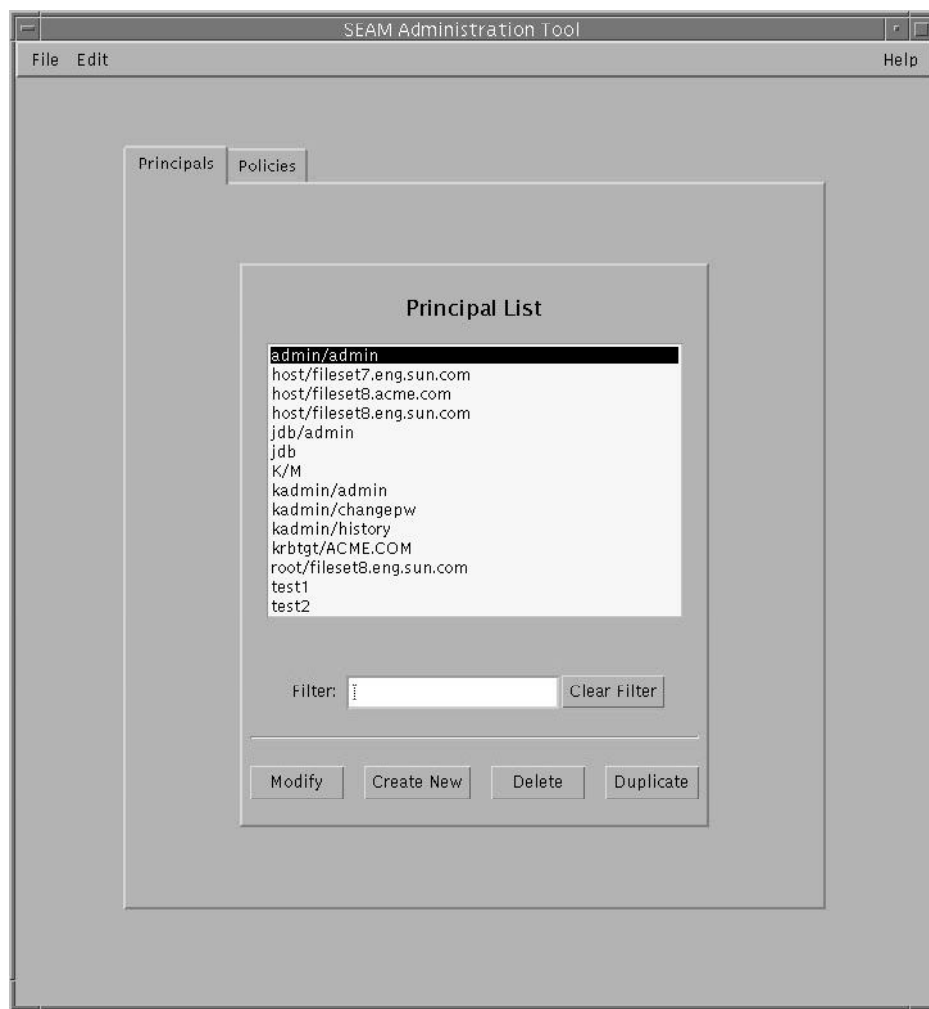 SEAM Administration Tool
File Edit Help
Principals Policies
Principal List
admin/admin
host/fileset7.eng.sun.com
host/fileset8.acme.com
host/fileset8.eng.sun.com
jdb/admin
jdb
K/M
kadmin/admin
kadmin/changepw
kadmin/history
krbtgt/ACME.COM
root/fileset8.eng.sun.com
test1
test2
Filter: Clear Filter
Modify Create New Delete Duplicate